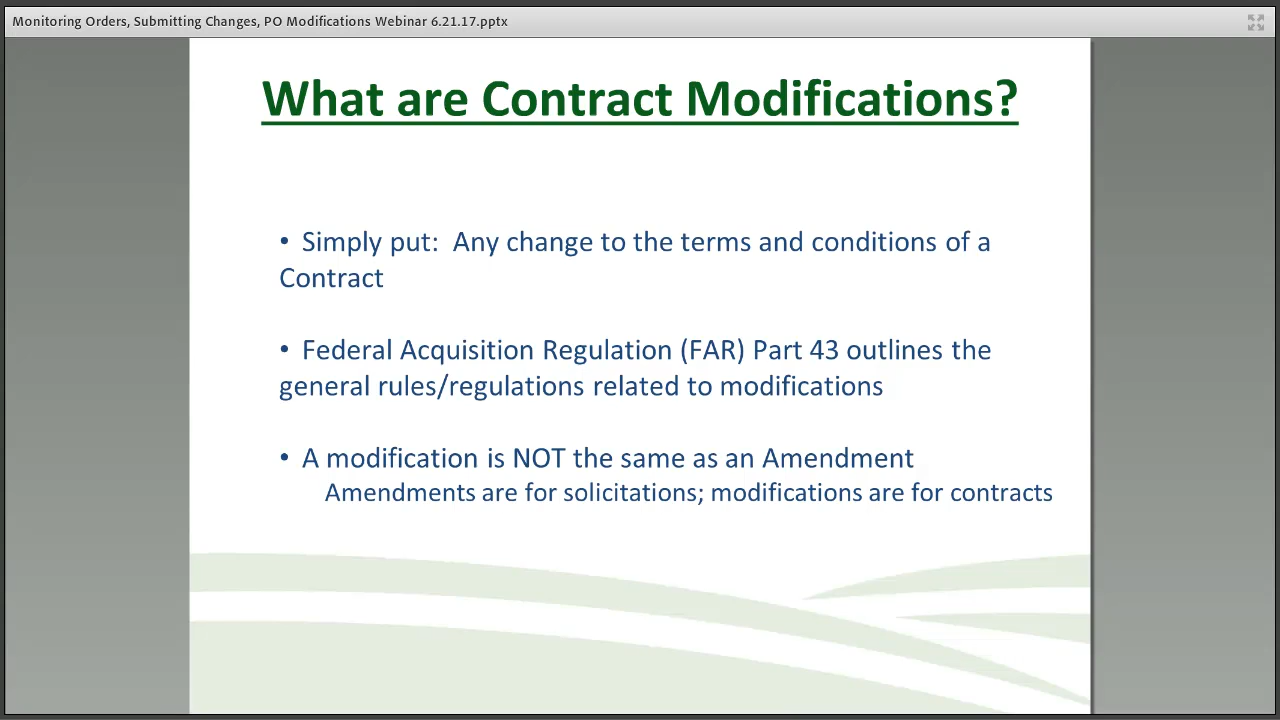 Monitoring Orders, Submitting Changes, PO Modifications Webinar 6.21.17.pptx
What are Contract Modifications?
• Simply put:  Any change to the terms and conditions of a
Contract
• Federal Acquisition Regulation (FAR) Part 43 outlines the
general rules/regulations related to modifications
• A modification is NOT the same as an Amendment
Amendments are for solicitations; modifications are for contracts